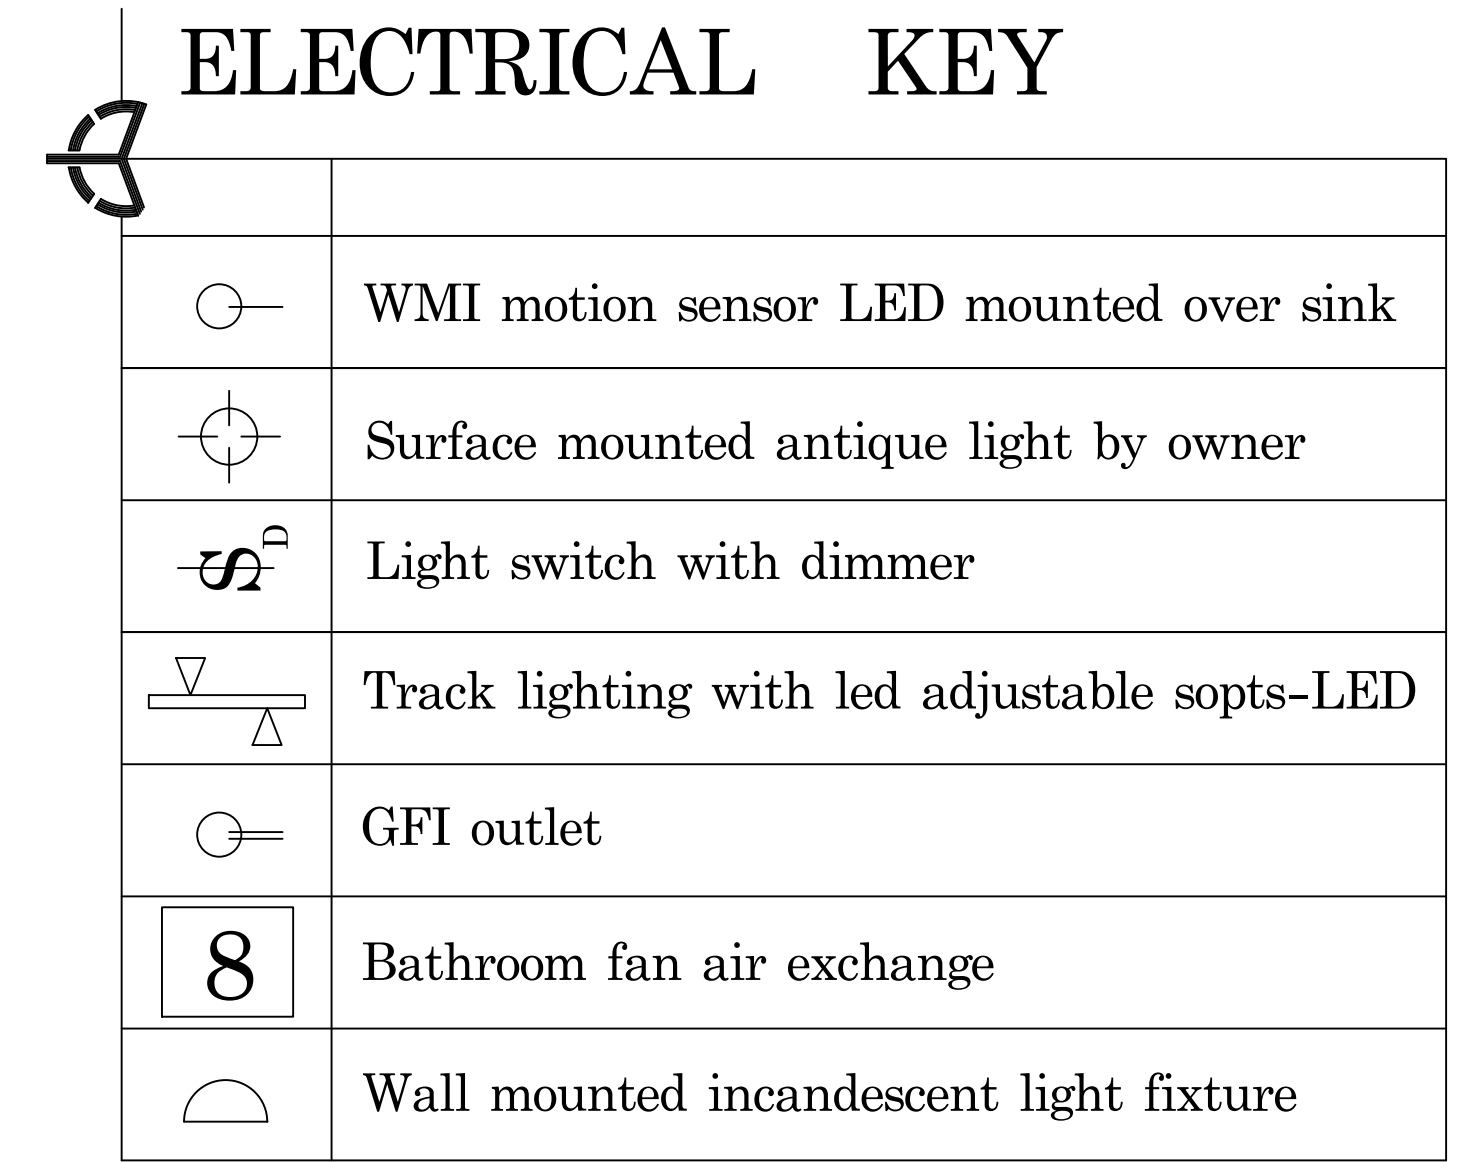 ELECTRICAL KEY
WMI motion sensor LED mounted over sink
Surface mounted antique light by owner
S D Light switch with dimmer
Track lighting with led adjustable sopts-LED
GFI outlet
8 Bathroom fan air exchange
Wall mounted incandescent light fixture